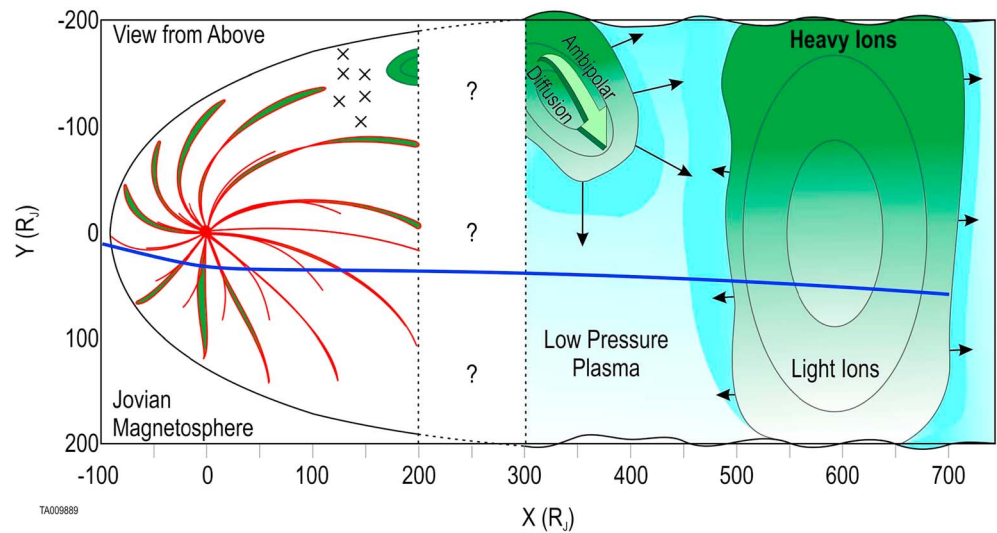 View from Above
Heavy Ions
Ambipolar
Diffusion
?
?
?
Low Pressure
Plasma
Light Ions
Jovian
Magnetosphere
-200
-100
0
100
200
Y (RJ)
-100
0
100
200
300
400
500
600
700
X (RJ)
TA009889